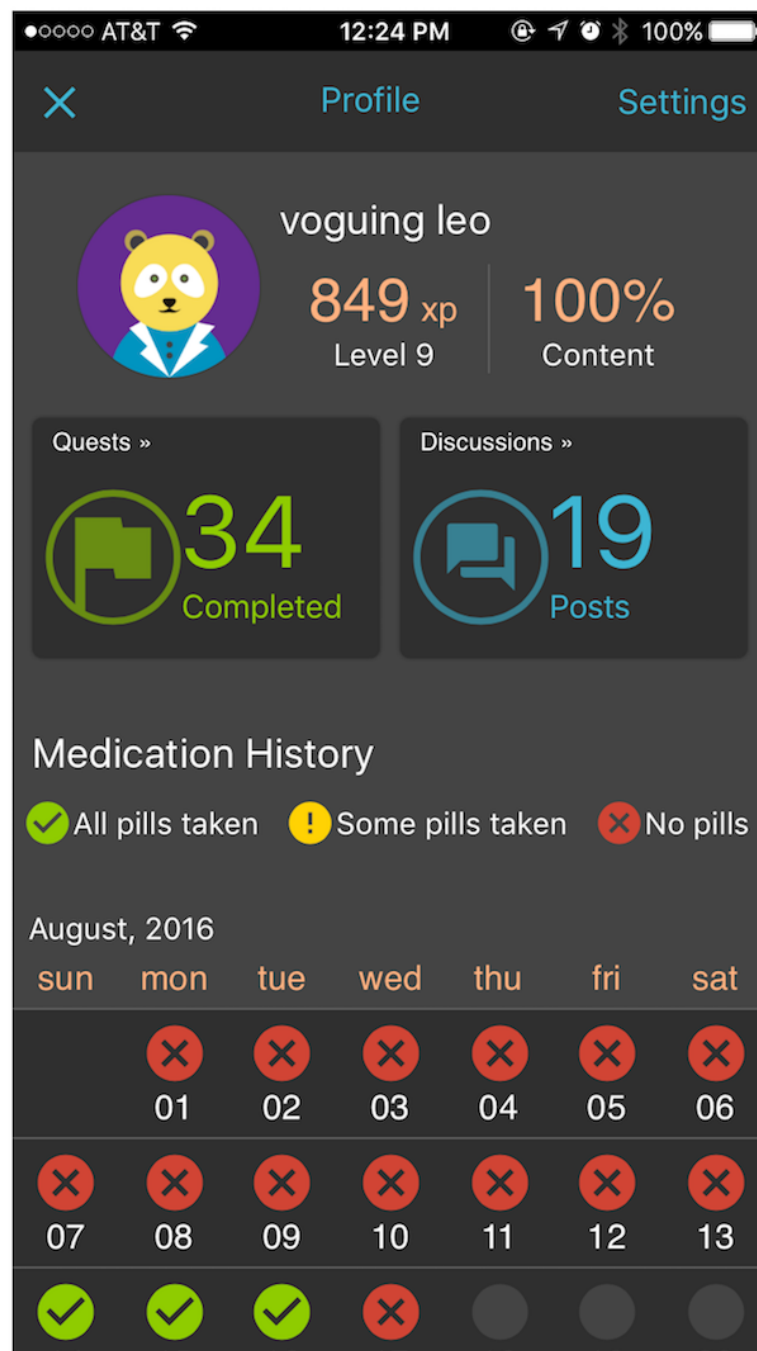 AT&T 12:24 PM 100%
Profile Settings
voguing leo
849 xp 100%
Level 9 Content
Quests » Discussions »
34 19
Completed Posts
Medication History
All pills taken ! Some pills taken No pills
August, 2016
sun mon tue wed thu fri sat
01 02 03 04 05 06
07 08 09 10 11 12 13